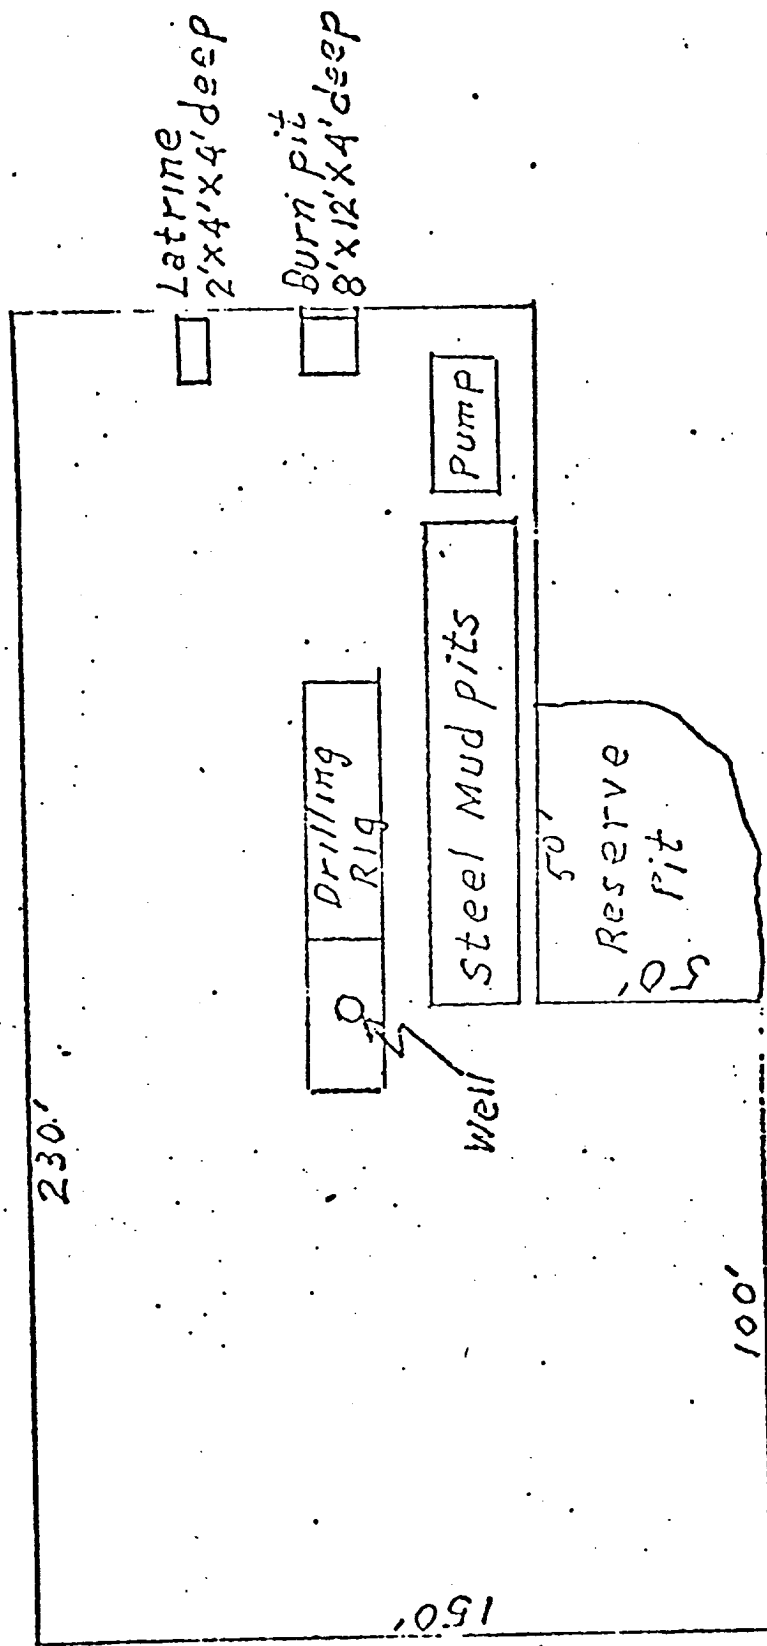 230'
Latrine
2'x4'x4'deep
Burn pit
8'x12'x4'deep
Drilling
Rig
Pump
Well
Steel Mud pits
50'
Reserve
Pit
50'
150'
100'